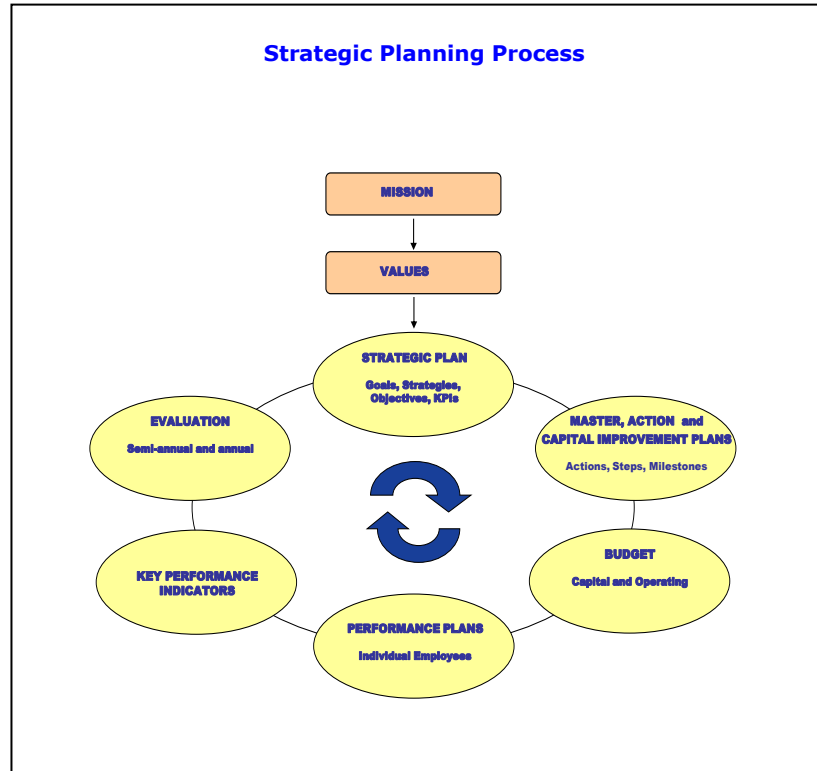 Strategic Planning Process
MISSION
VALUES
STRATEGIC PLAN
Goals, Strategies,
Objectives, KPIs
MASTER, ACTION and
CAPITAL IMPROVEMENT PLANS
Actions, Steps, Milestones
BUDGET
Capital and Operating
PERFORMANCE PLANS
Individual Employees
KEY PERFORMANCE
INDICATORS
EVALUATION
Semi-annual and annual